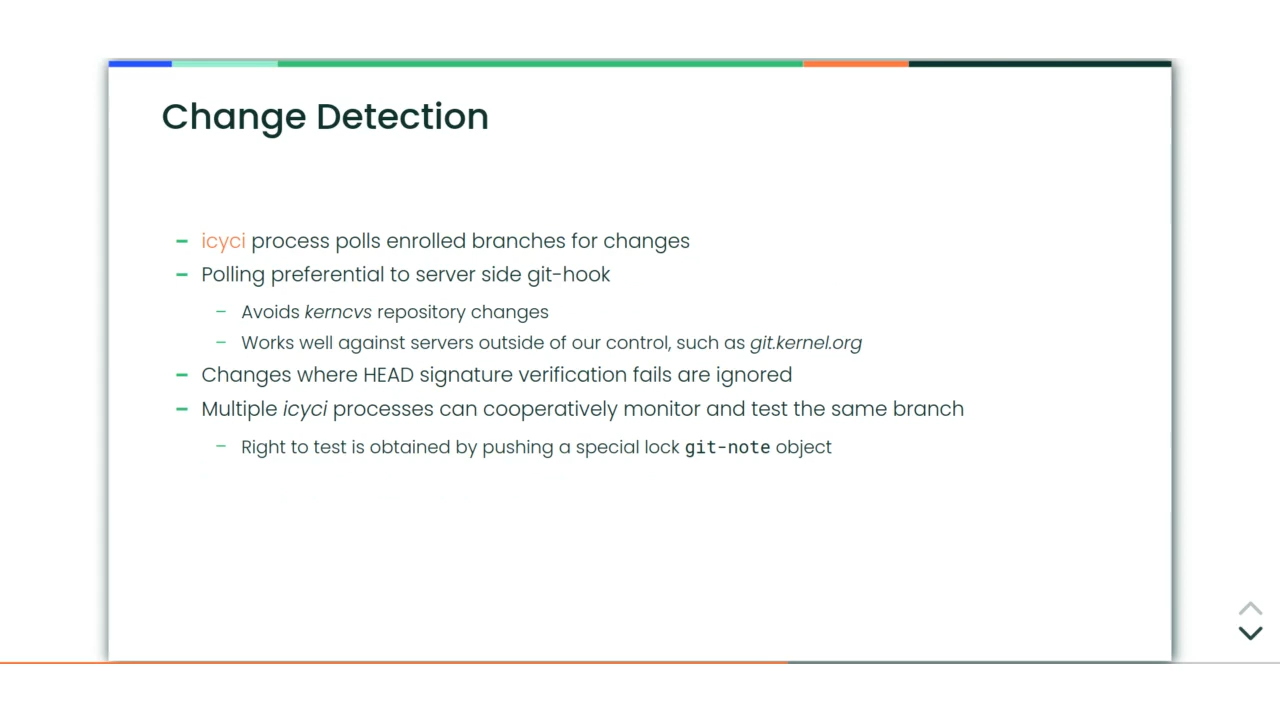 Change Detection
– icyci process polls enrolled branches for changes
– Polling preferential to server side git-hook
– Avoids kerncvs repository changes
– Works well against servers outside of our control, such as git.kernel.org
– Changes where HEAD signature verification fails are ignored
– Multiple icyci processes can cooperatively monitor and test the same branch
– Right to test is obtained by pushing a special lock git-note object